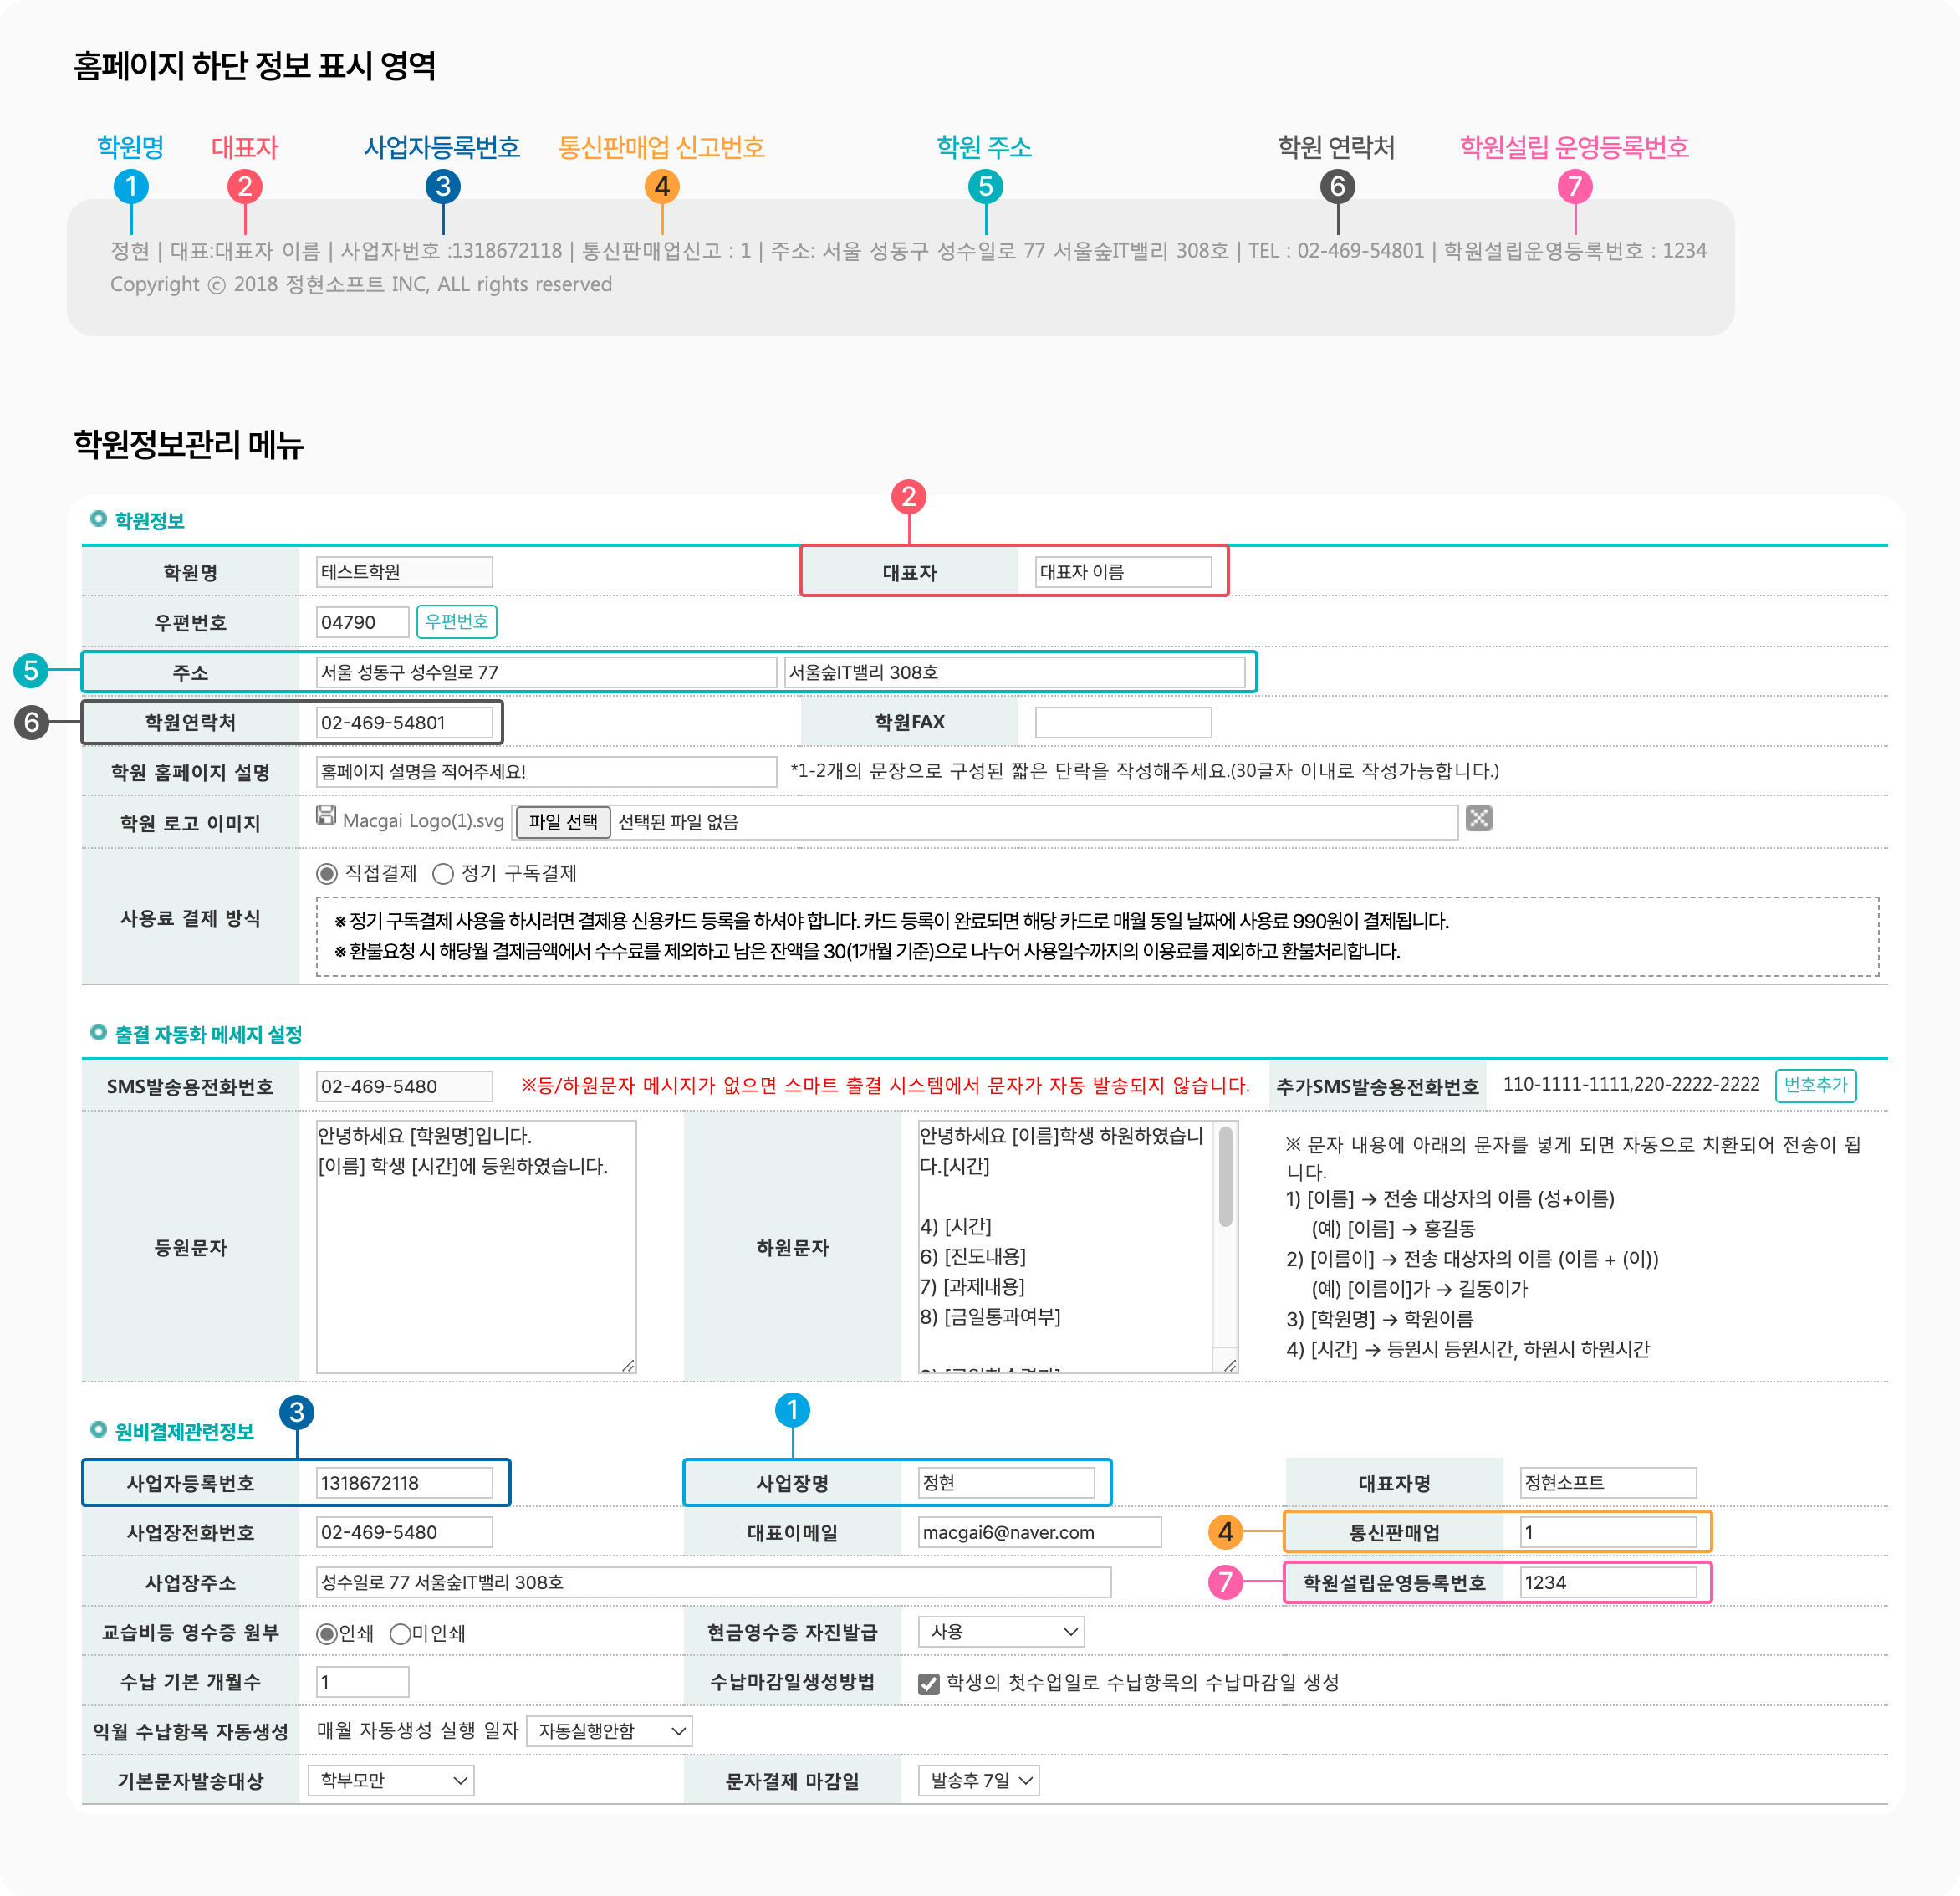 홈페이지 하단 정보 표시 영역
학원명 대표자 사업자등록번호 통신판매업 신고번호 학원 주소 학원 연락처 학원설립 운영등록번호
1 2 3 4 5 6 7
정현 | 대표:대표자 이름 | 사업자번호 :1318672118 | 통신판매업신고 : 1 | 주소: 서울 성동구 성수일로 77 서울숲IT밸리 308호 | TEL : 02-469-54801 | 학원설립운영등록번호 : 1234
Copyright ⓒ 2018 정현소프트 INC, ALL rights reserved
학원정보관리 메뉴
2
학원정보
학원명 테스트학원 대표자 대표자 이름
우편번호 04790 우편번호
5 주소 서울 성동구 성수일로 77 서울숲IT밸리 308호
6 학원연락처 02-469-54801 학원FAX
학원 홈페이지 설명 홈페이지 설명을 적어주세요! *1-2개의 문장으로 구성된 짧은 단락을 작성해주세요.(30글자 이내로 작성가능합니다.)
학원 로고 이미지 Macgai Logo(1).svg 파일 선택 선택된 파일 없음
사용료 결제 방식 직접결제 정기 구독결제
※ 정기 구독결제 사용을 하시려면 결제용 신용카드 등록을 하셔야 합니다. 카드 등록이 완료되면 해당 카드로 매월 동일 날짜에 사용료 990원이 결제됩니다.
※ 환불요청 시 해당월 결제금액에서 수수료를 제외하고 남은 잔액을 30(1개월 기준)으로 나누어 사용일수까지의 이용료를 제외하고 환불처리합니다.
출결 자동화 메세지 설정
SMS발송용전화번호 02-469-5480 ※등/하원문자 메시지가 없으면 스마트 출결 시스템에서 문자가 자동 발송되지 않습니다. 추가SMS발송용전화번호 110-1111-1111,220-2222-2222 번호추가
등원문자
안녕하세요 [학원명]입니다.
[이름] 학생 [시간]에 등원하였습니다.
하원문자
안녕하세요 [이름]학생 하원하였습니
다.[시간]
4) [시간]
6) [진도내용]
7) [과제내용]
8) [금일통과여부]
※ 문자 내용에 아래의 문자를 넣게 되면 자동으로 치환되어 전송이 됩
니다.
1) [이름] → 전송 대상자의 이름 (성+이름)
(예) [이름] → 홍길동
2) [이름이] → 전송 대상자의 이름 (이름 + (이))
(예) [이름이]가 → 길동이가
3) [학원명] → 학원이름
4) [시간] → 등원시 등원시간, 하원시 하원시간
3 1
원비결제관련정보
사업자등록번호 1318672118 사업장명 정현 대표자명 정현소프트
사업장전화번호 02-469-5480 대표이메일 macgai6@naver.com 4 통신판매업 1
사업장주소 성수일로 77 서울숲IT밸리 308호 7 학원설립운영등록번호 1234
교습비등 영수증 원부 인쇄 미인쇄 현금영수증 자진발급 사용
수납 기본 개월수 1 수납마감일생성방법 학생의 첫수업일로 수납항목의 수납마감일 생성
익월 수납항목 자동생성 매월 자동생성 실행 일자 자동실행안함
기본문자발송대상 학부모만 문자결제 마감일 발송후 7일